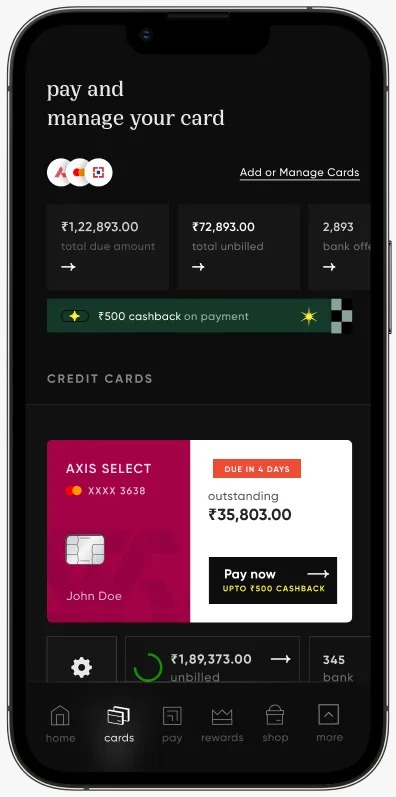 pay and
manage your card
Add or Manage Cards
₹1,22,893.00
total due amount
₹72,893.00
total unbilled
2,893
bank offe
₹500 cashback on payment
CREDIT CARDS
AXIS SELECT
XXXX 3638
John Doe
DUE IN 4 DAYS
outstanding
₹35,803.00
Pay now
UPTO ₹500 CASHBACK
₹1,89,373.00
unbilled
345
bank
home
cards
pay
rewards
shop
more